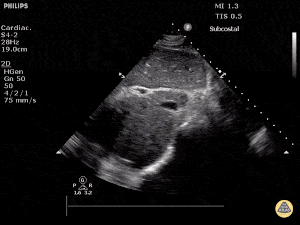 PHILIPS
MI 1.3
TIS 0.5
Cardiac.
S4-2
28Hz
19.0cm
Subcostal
2D
HGen
Gn 50
50
4/2/1
75 mm/s
G
P R
1.6 3.2